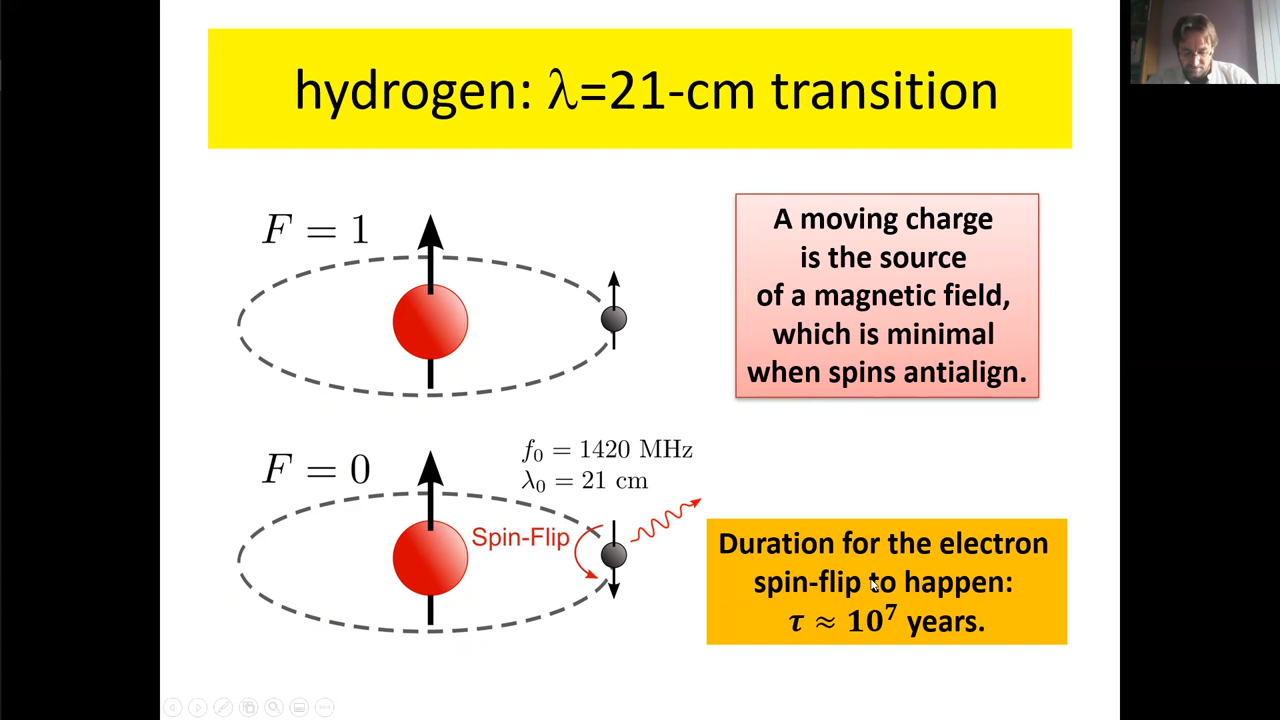 hydrogen: λ=21-cm transition
F = 1
A moving charge
is the source
of a magnetic field,
which is minimal
when spins antialign.
F = 0
f₀ = 1420 MHz
λ₀ = 21 cm
Spin-Flip
Duration for the electron
spin-flip to happen:
τ ≈ 10⁷ years.